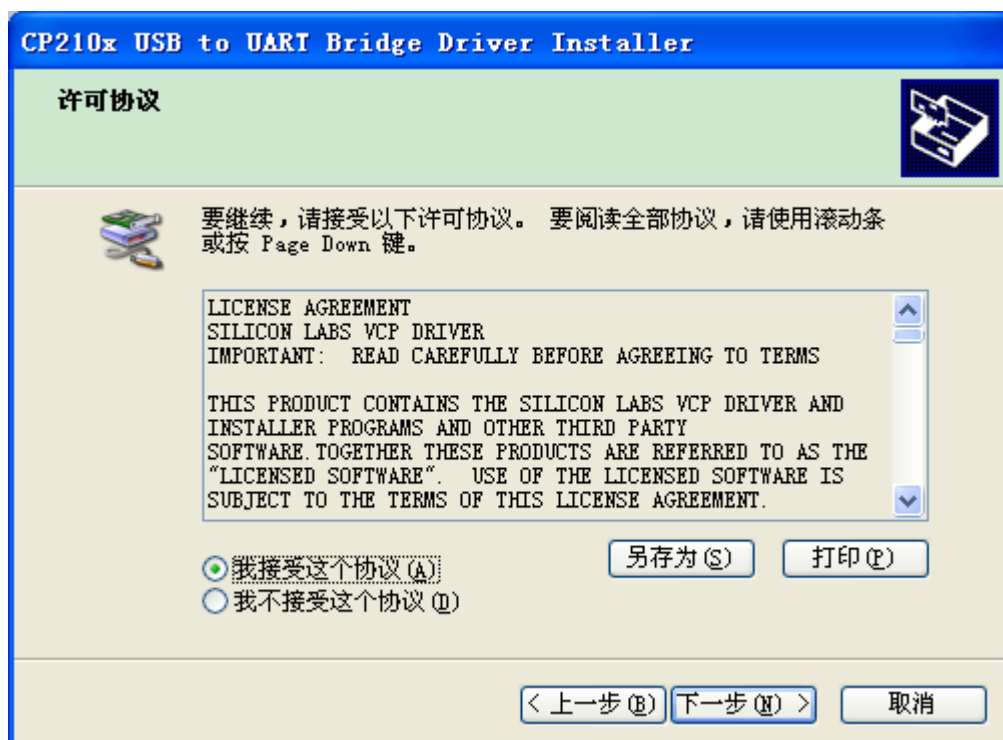 CP210x USB to UART Bridge Driver Installer
许可协议
要继续，请接受以下许可协议。 要阅读全部协议，请使用滚动条
或按 Page Down 键。
LICENSE AGREEMENT
SILICON LABS VCP DRIVER
IMPORTANT:  READ CAREFULLY BEFORE AGREEING TO TERMS
THIS PRODUCT CONTAINS THE SILICON LABS VCP DRIVER AND
INSTALLER PROGRAMS AND OTHER THIRD PARTY
SOFTWARE.TOGETHER THESE PRODUCTS ARE REFERRED TO AS THE
"LICENSED SOFTWARE".  USE OF THE LICENSED SOFTWARE IS
SUBJECT TO THE TERMS OF THIS LICENSE AGREEMENT.
另存为(S) 打印(P)
我接受这个协议(A)
我不接受这个协议(D)
< 上一步(B) 下一步(N) > 取消